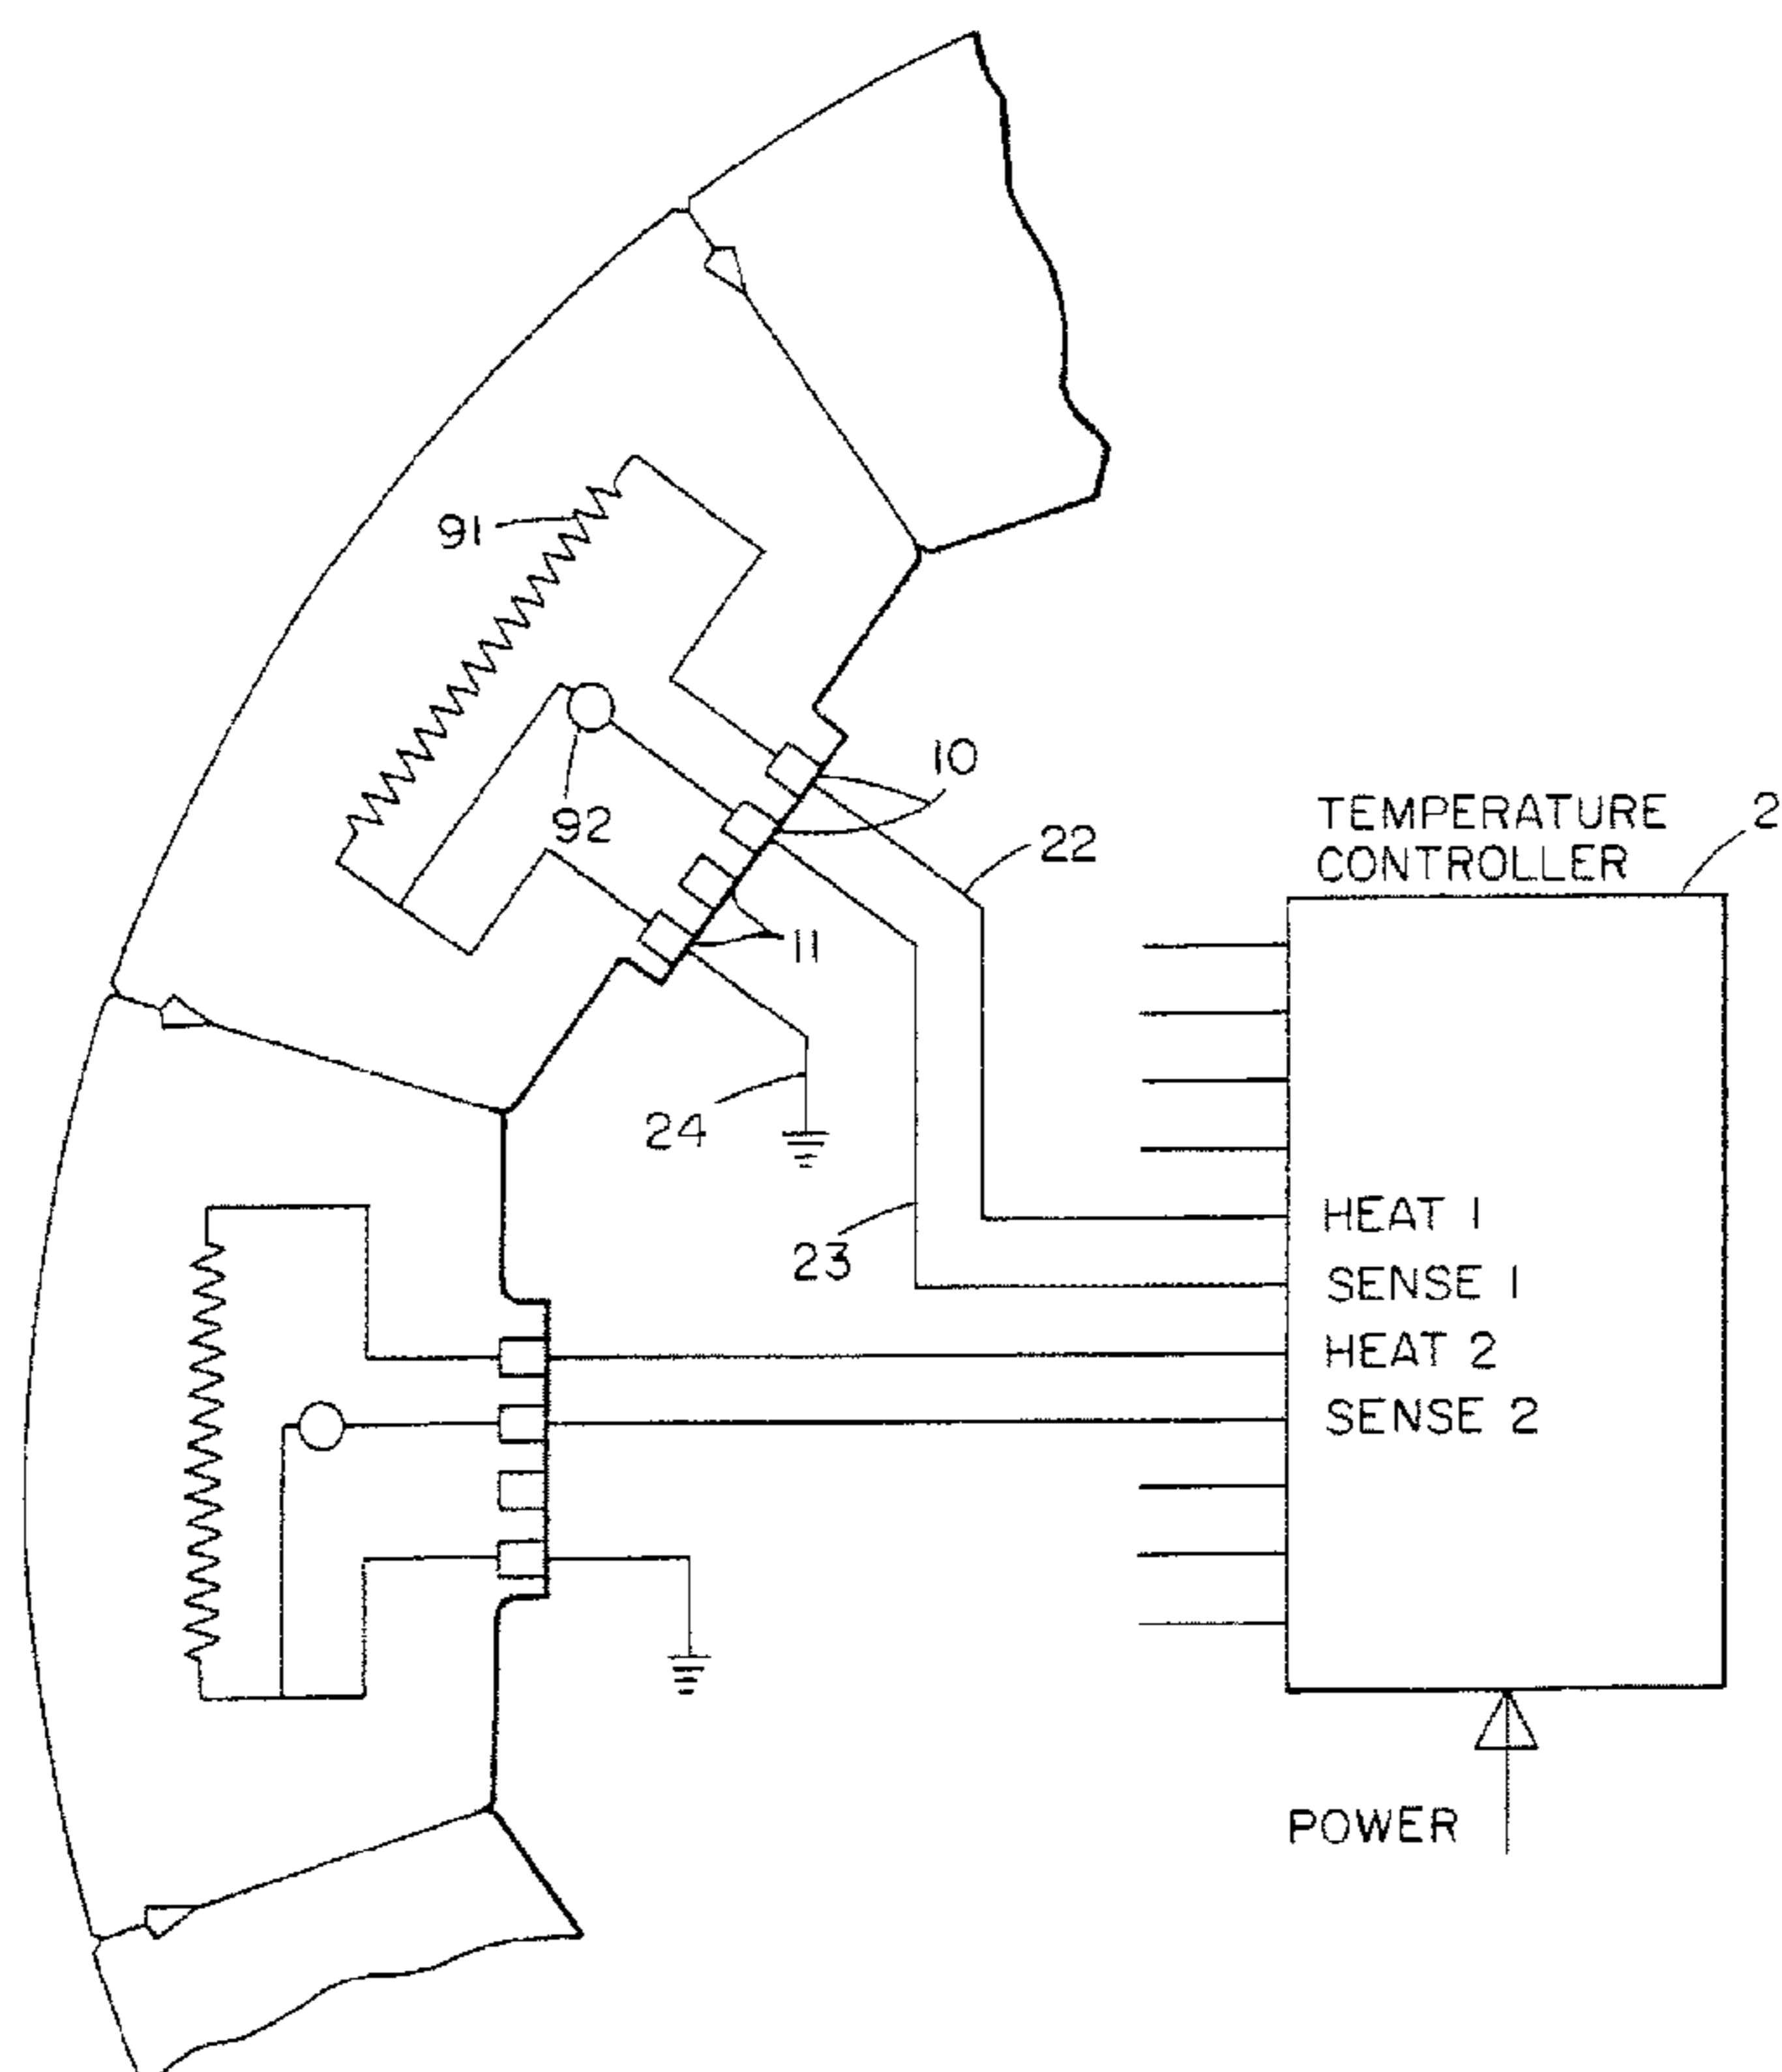 91
92
10
11
22
TEMPERATURE
CONTROLLER
2
24
23
HEAT 1
SENSE 1
HEAT 2
SENSE 2
POWER